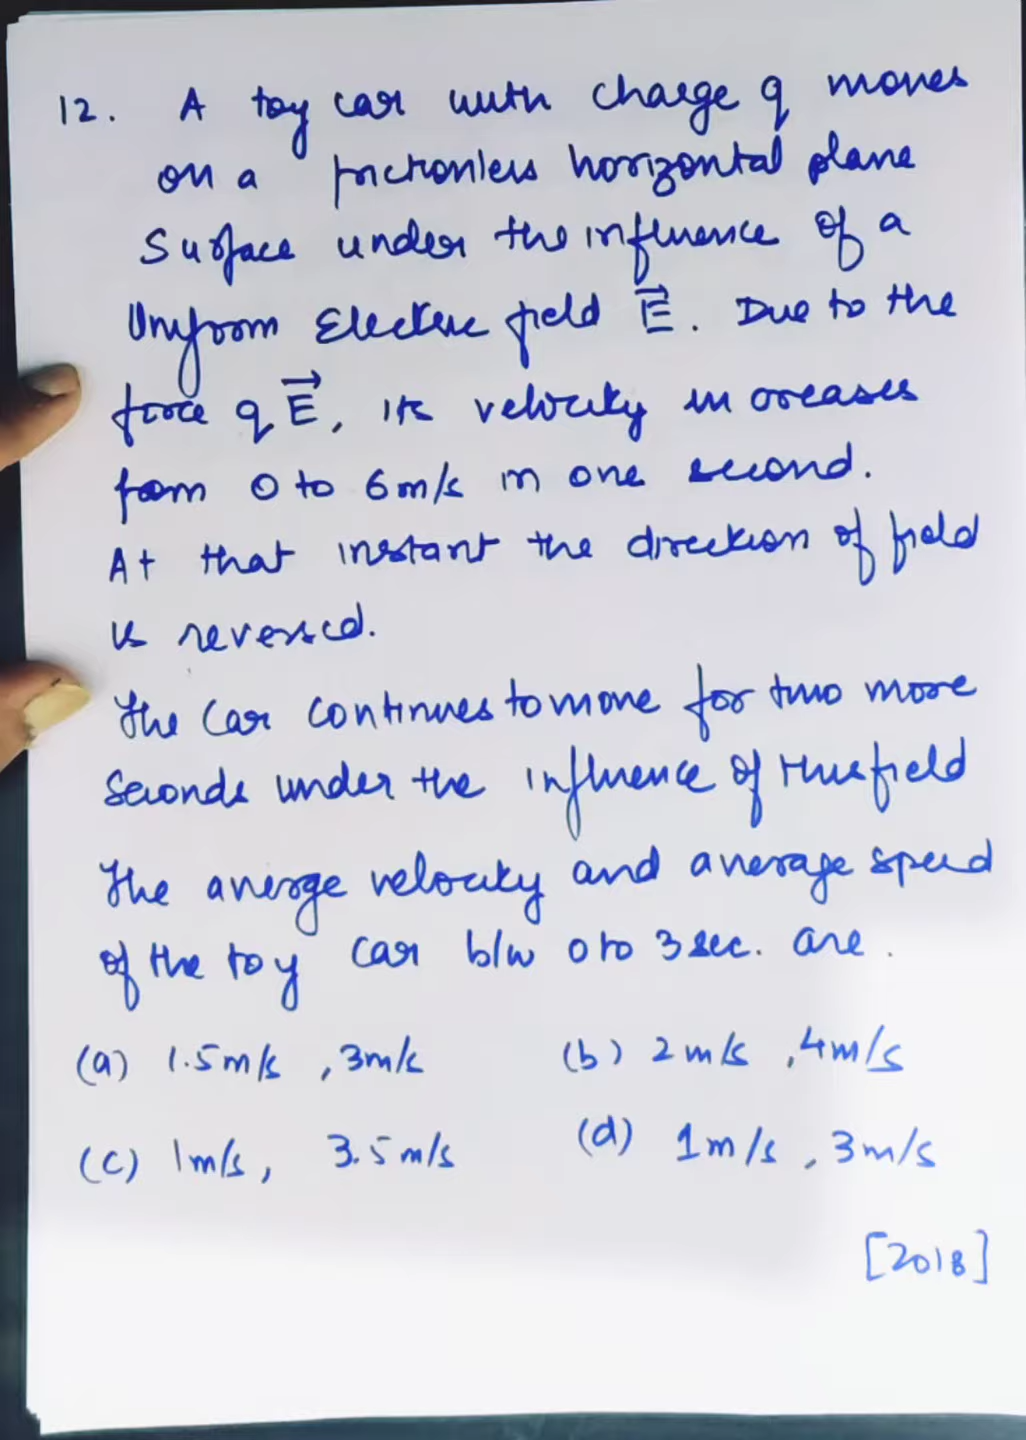 12. A toy car with charge q moves
on a frictionless horizontal plane
Surface under the influence of a
Uniform Electric field E⃗. Due to the
force qE⃗, its velocity increases
from 0 to 6m/s in one second.
At that instant the direction of field
is reversed.
The Car continues to move for two more
Seconds under the influence of this field
The average velocity and average speed
of the toy car b/w 0 to 3 sec. are.
(a) 1.5m/s , 3m/s (b) 2m/s , 4m/s
(c) 1m/s, 3.5m/s (d) 1m/s , 3m/s
[2018]